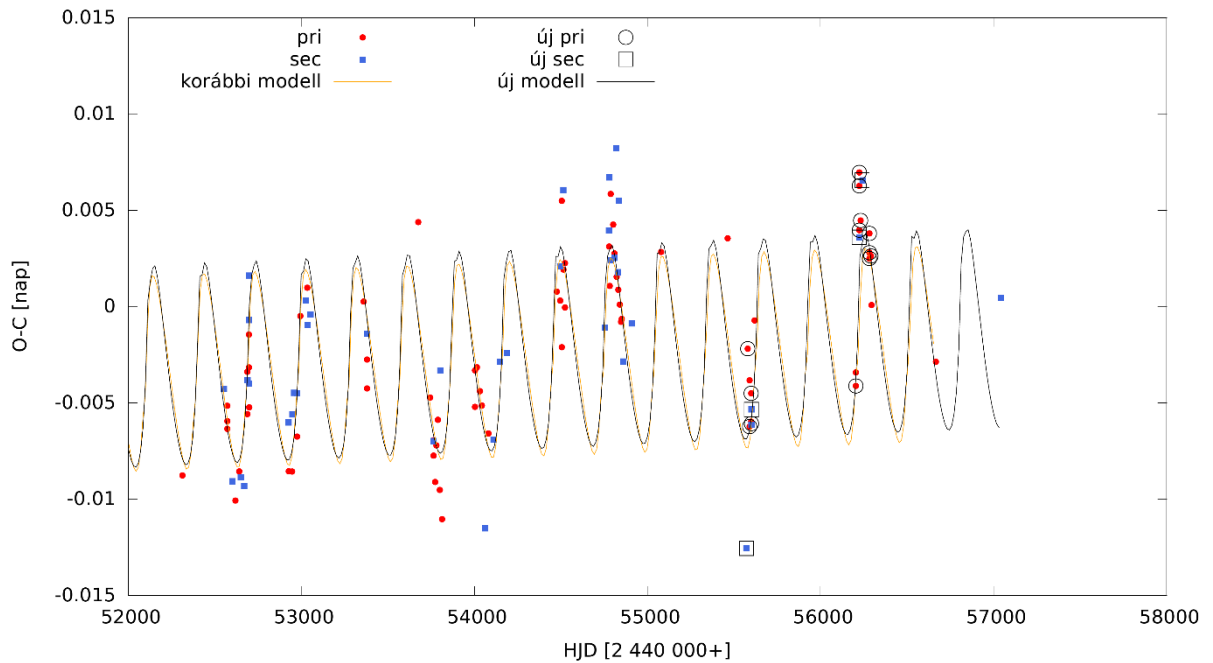 0.015
0.01
0.005
0
-0.005
-0.01
-0.015
O-C [nap]
pri
sec
korábbi modell
új pri
új sec
új modell
52000 53000 54000 55000 56000 57000 58000
HJD [2 440 000+]